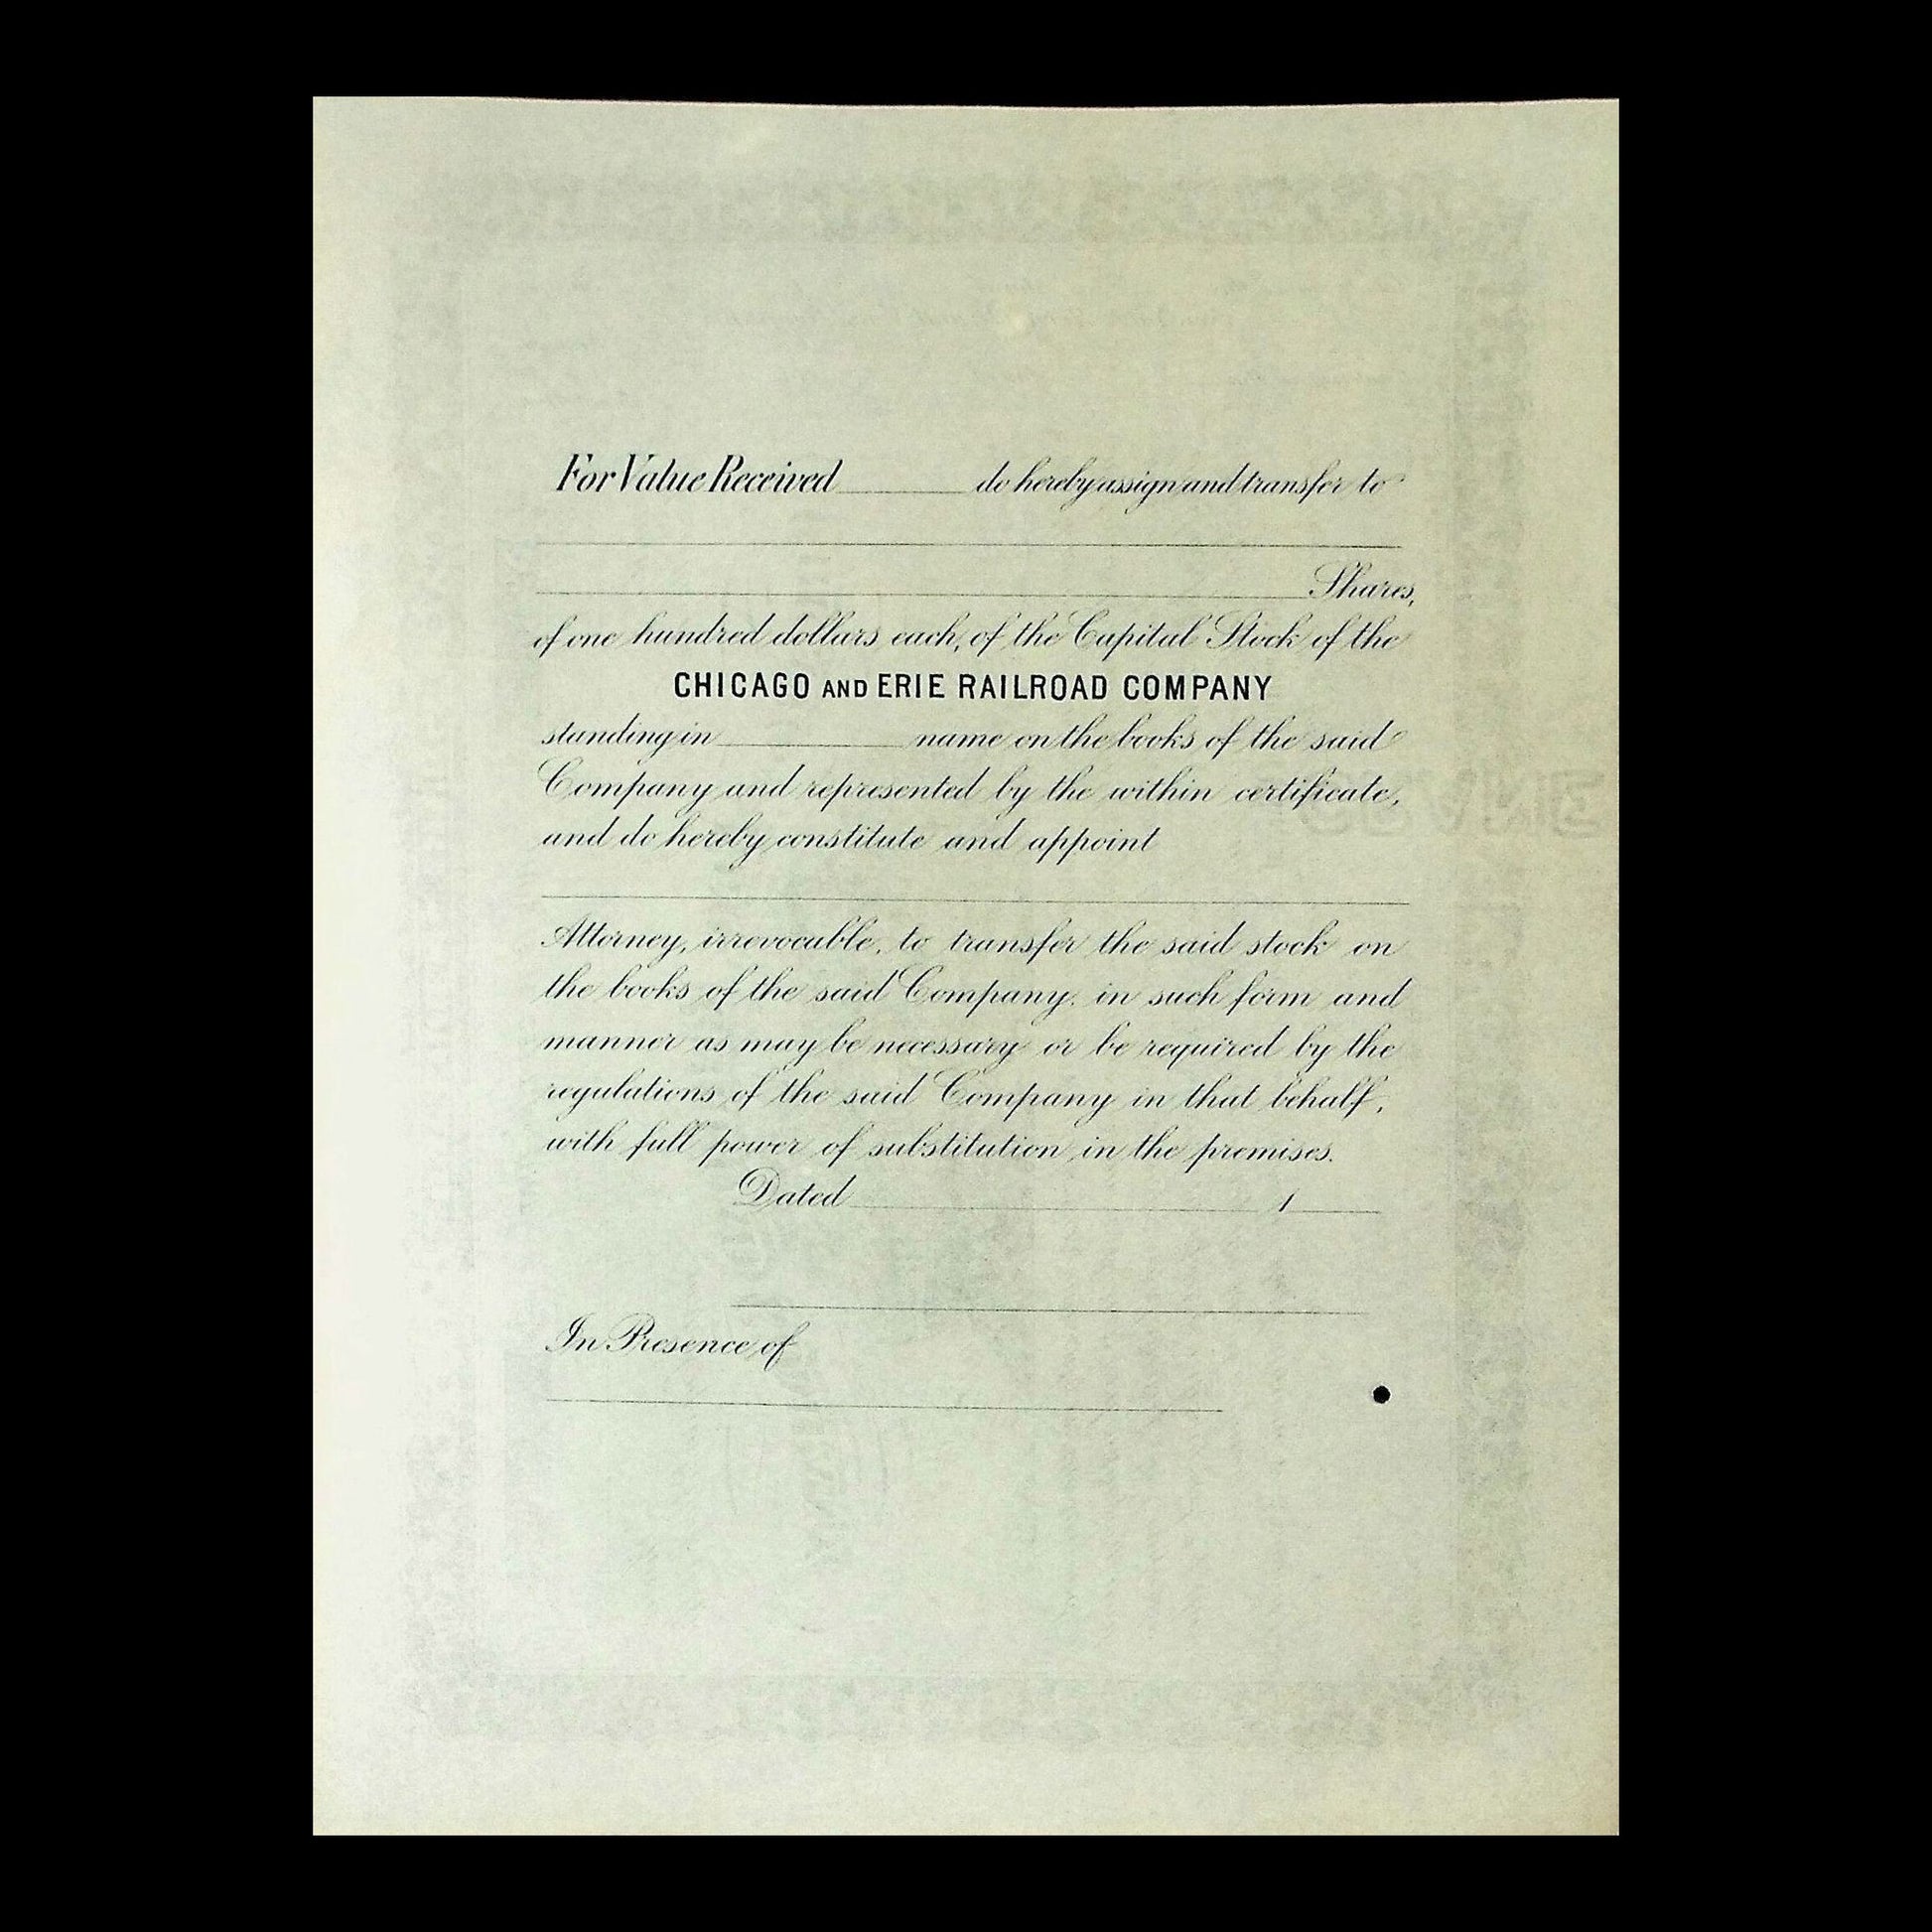 For Value Received ______ do hereby assign and transfer to
Shares,
of one hundred dollars each, of the Capital Stock of the
CHICAGO AND ERIE RAILROAD COMPANY
standing in ______ name on the books of the said
Company and represented by the within certificate,
and do hereby constitute and appoint
Attorney, irrevocable, to transfer the said stock on
the books of the said Company, in such form and
manner as may be necessary or be required by the
regulations of the said Company in that behalf,
with full power of substitution in the premises.
Dated ______ 1______
In Presence of